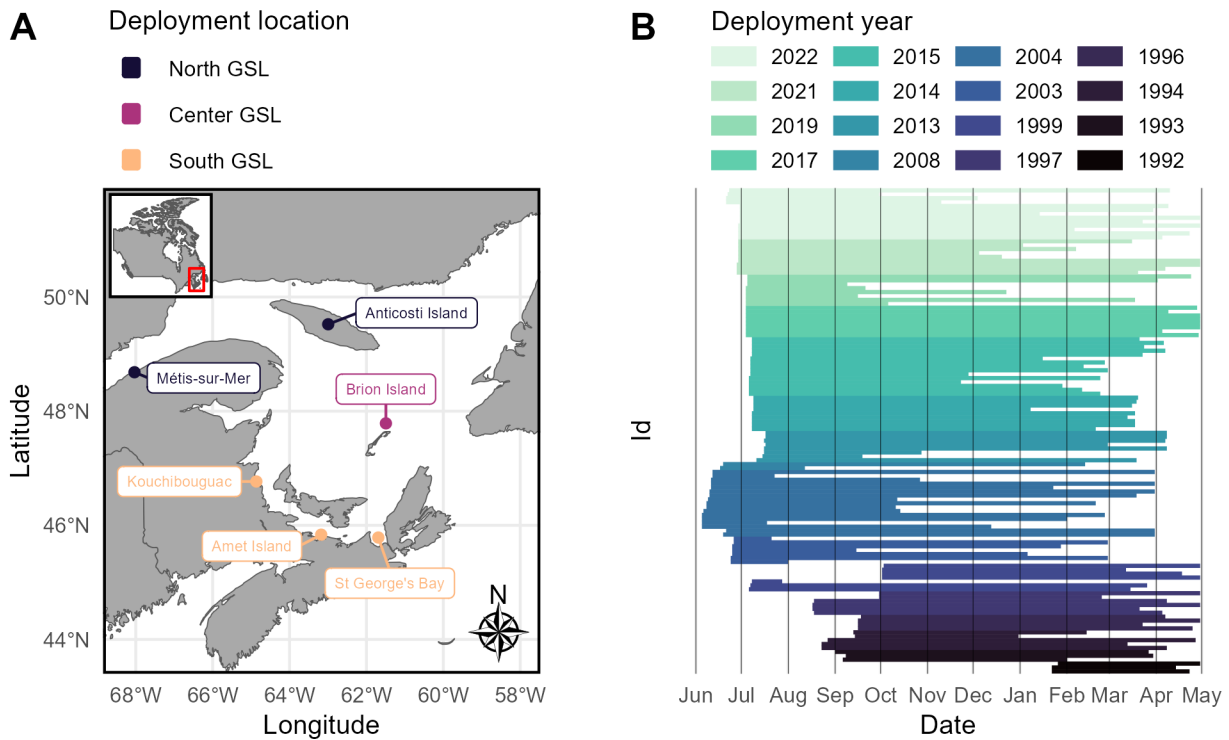 A
Deployment location
North GSL
Center GSL
South GSL
50°N
48°N
46°N
44°N
Latitude
Anticosti Island
Métis-sur-Mer
Brion Island
Kouchibouguac
Amet Island
St George's Bay
N
68°W 66°W 64°W 62°W 60°W 58°W
Longitude
B
Deployment year
2022 2015 2004 1996
2021 2014 2003 1994
2019 2013 1999 1993
2017 2008 1997 1992
Id
Jun Jul Aug Sep Oct Nov Dec Jan Feb Mar Apr May
Date